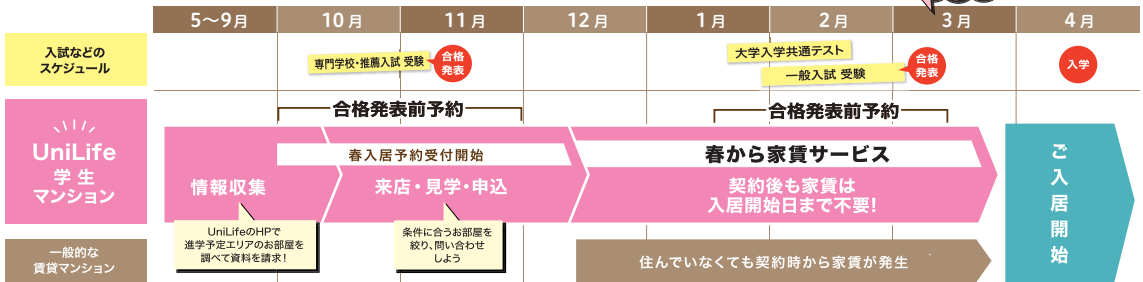 5～9月
10月
11月
12月
1月
2月
3月
4月
入試などの
スケジュール
専門学校・推薦入試 受験
合格
発表
大学入学共通テスト
一般入試 受験
合格
発表
入学
合格発表前予約
合格発表前予約
UniLife
学生
マンション
春入居予約受付開始
情報収集
来店・見学・申込
春から家賃サービス
契約後も家賃は
入居開始日まで不要！
ご入居開始
UniLifeのHPで
進学予定エリアのお部屋を
調べて資料を請求！
条件に合うお部屋を
絞り、問い合わせ
しよう
一般的な
賃貸マンション
住んでいなくても契約時から家賃が発生